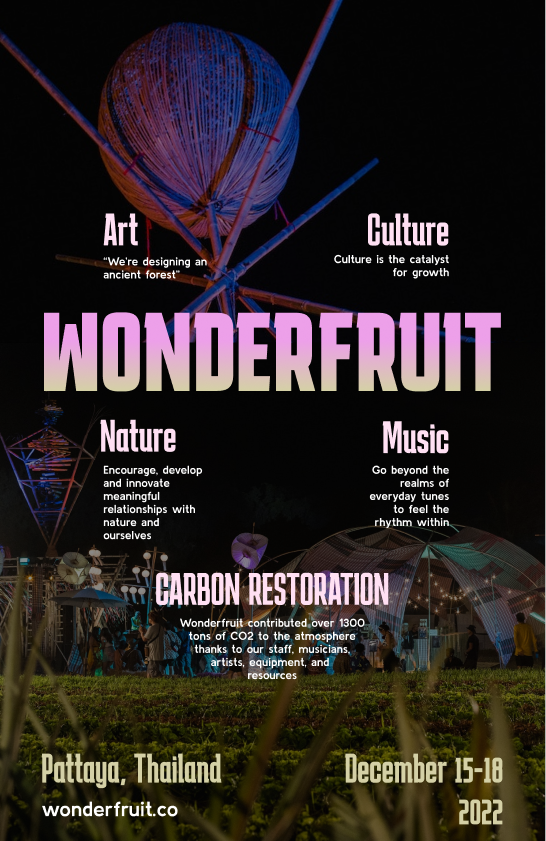 Art
“We're designing an
ancient forest”
Culture
Culture is the catalyst
for growth
WONDERFRUIT
Nature
Encourage, develop
and innovate
meaningful
relationships with
nature and
ourselves
Music
Go beyond the
realms of
everyday tunes
to feel the
rhythm within
CARBON RESTORATION
Wonderfruit contributed over 1300
tons of CO2 to the atmosphere
thanks to our staff, musicians,
artists, equipment, and
resources
Pattaya, Thailand
wonderfruit.co
December 15-18
2022